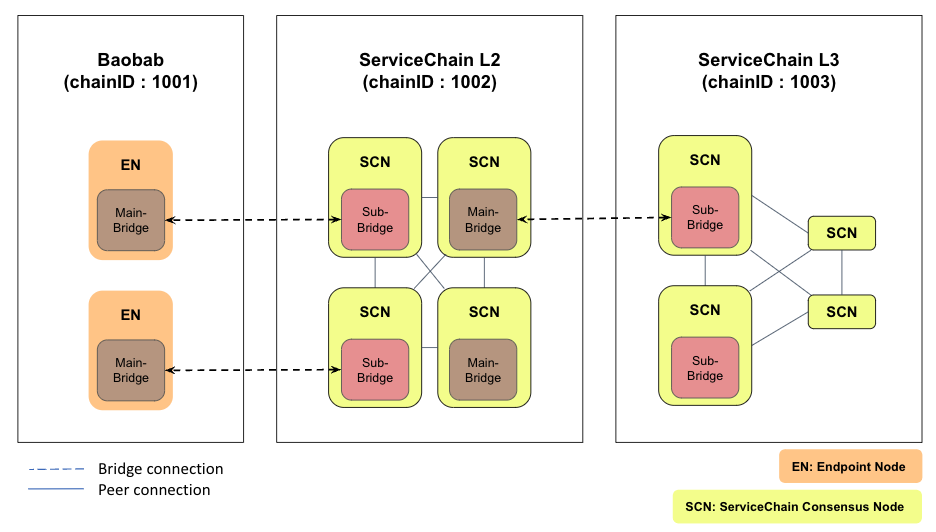 Baobab
(chainID : 1001)
ServiceChain L2
(chainID : 1002)
ServiceChain L3
(chainID : 1003)
EN
Main-
Bridge
SCN
Sub-
Bridge
SCN
Main-
Bridge
SCN
Sub-
Bridge
SCN
EN
Main-
Bridge
SCN
Sub-
Bridge
SCN
Main-
Bridge
SCN
Sub-
Bridge
SCN
Bridge connection
Peer connection
EN: Endpoint Node
SCN: ServiceChain Consensus Node